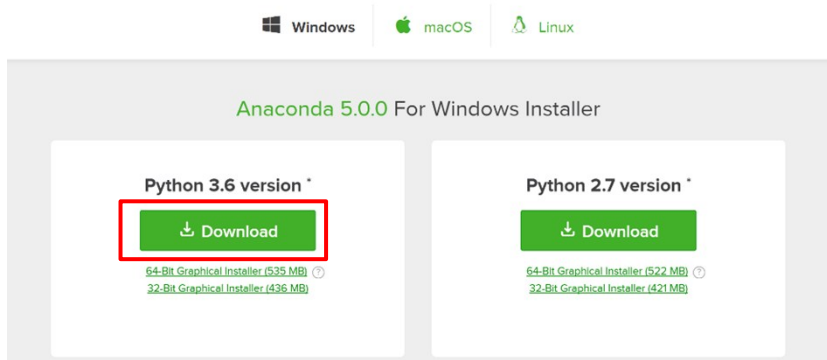 Windows macOS Linux
Anaconda 5.0.0 For Windows Installer
Python 3.6 version *
Download
64-Bit Graphical Installer (535 MB) ?
32-Bit Graphical Installer (436 MB)
Python 2.7 version *
Download
64-Bit Graphical Installer (522 MB) ?
32-Bit Graphical Installer (421 MB)